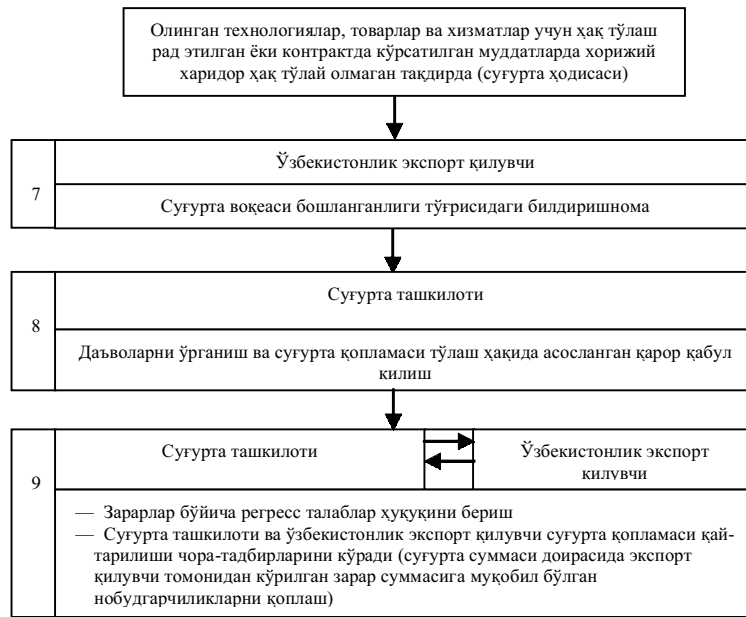 Олинган технологиялар, товарлар ва хизматлар учун ҳақ тўлаш
рад этилган ёки контрактда кўрсатилган муддатларда хорижий
харидор ҳақ тўлай олмаган тақдирда (суғурта ҳодисаси)
7
Ўзбекистонлик экспорт қилувчи
Суғурта воқеаси бошланганлиги тўғрисидаги билдиришнома
8
Суғурта ташкилоти
Даъволарни ўрганиш ва суғурта қопламаси тўлаш ҳақида асосланган қарор қабул
қилиш
9
Суғурта ташкилоти
Ўзбекистонлик экспорт
қилувчи
— Зарарлар бўйича регресс талаблар ҳуқуқини бериш
— Суғурта ташкилоти ва ўзбекистонлик экспорт қилувчи суғурта қопламаси қай-
тарилиши чора-тадбирларини кўради (суғурта суммаси доирасида экспорт
қилувчи томонидан кўрилган зарар суммасига муқобил бўлган
нобудгарчиликларни қоплаш)